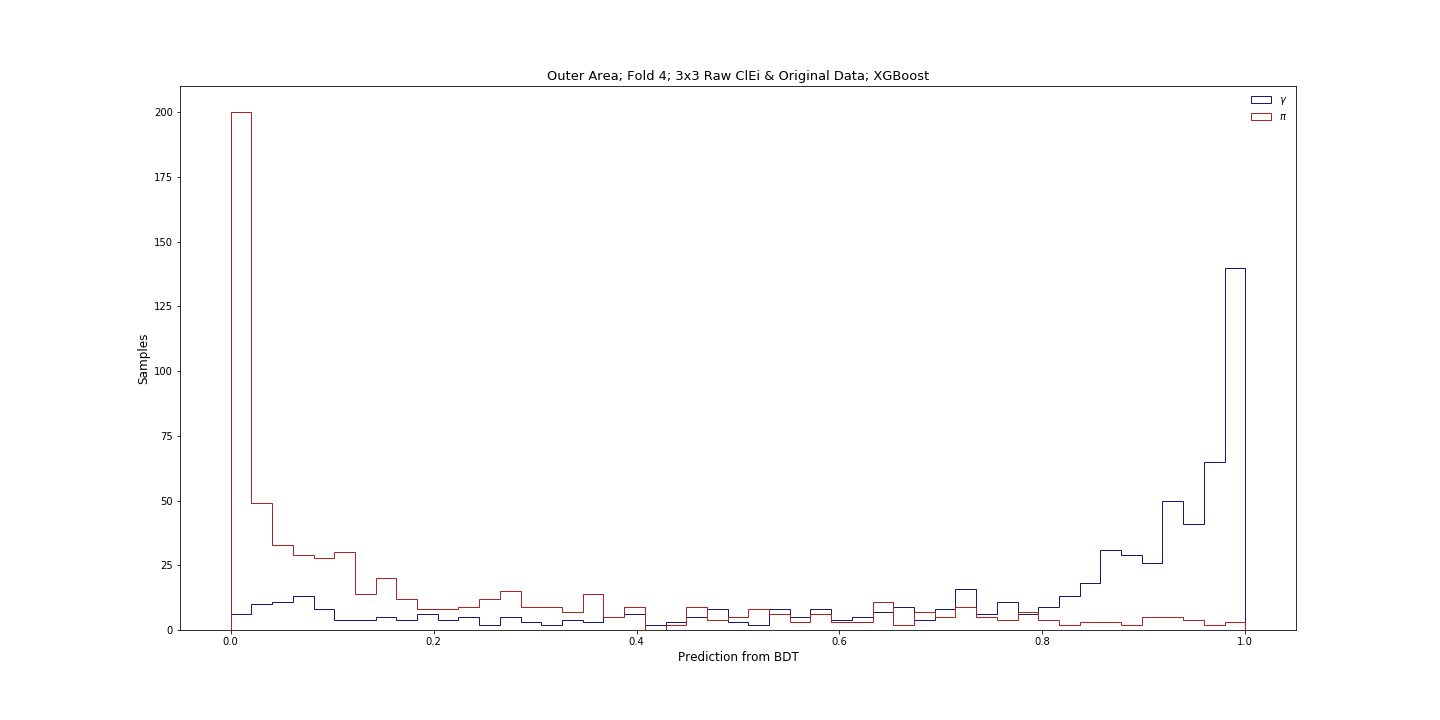 Outer Area; Fold 4; 3x3 Raw ClEi & Original Data; XGBoost
γ
π
200
175
150
125
100
75
50
25
0
Samples
0.0 0.2 0.4 0.6 0.8 1.0
Prediction from BDT